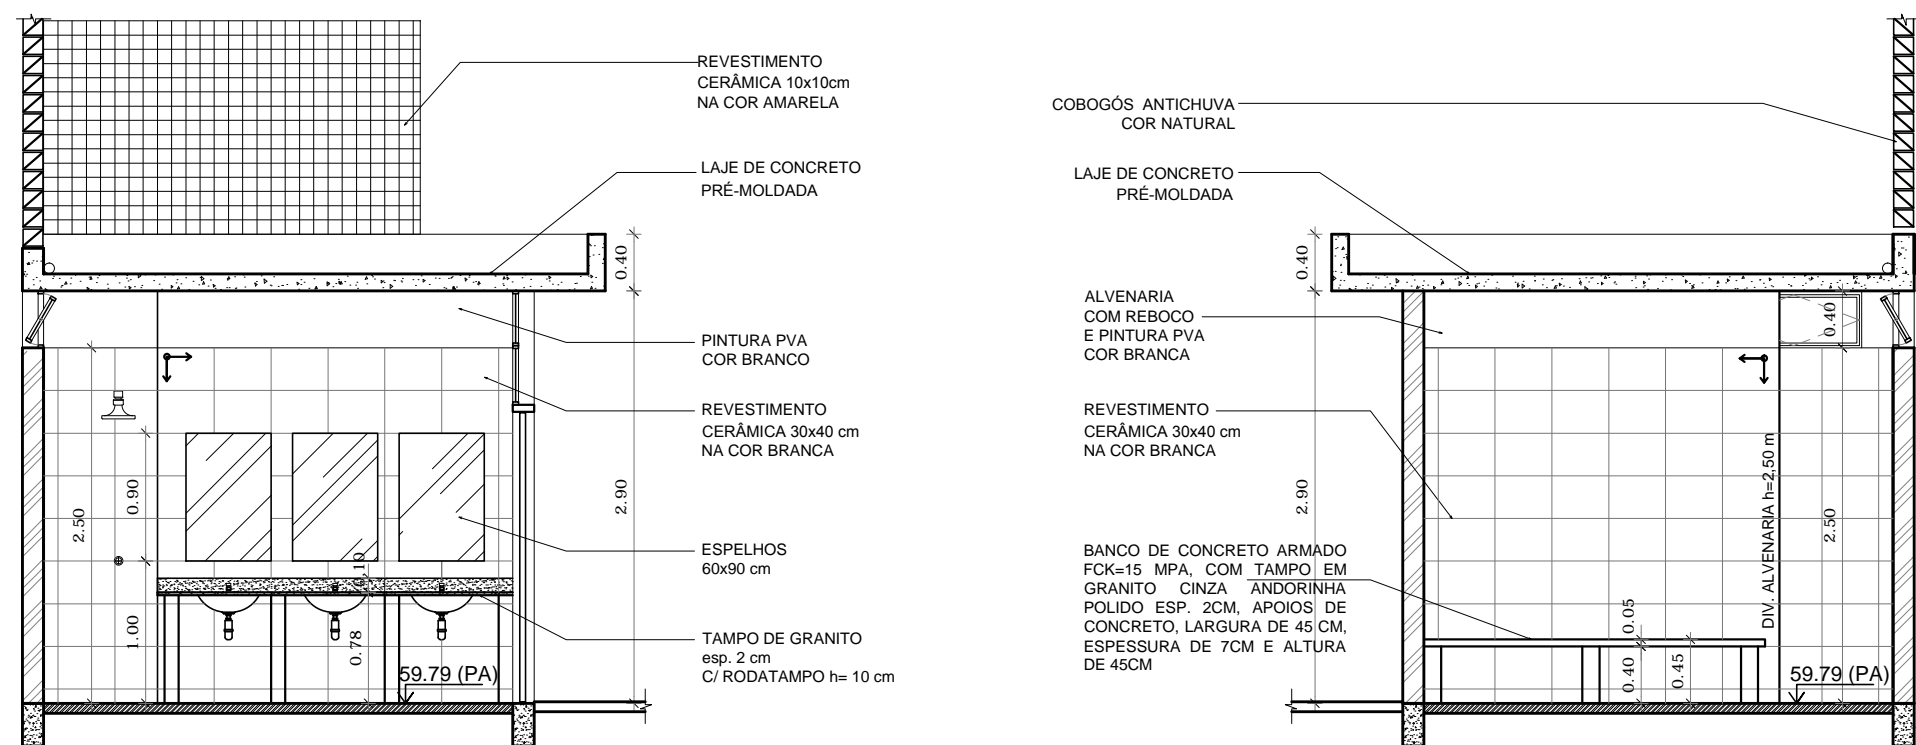 REVESTIMENTO
CERÂMICA 10x10cm
NA COR AMARELA
LAJE DE CONCRETO
PRÉ-MOLDADA
0.40
PINTURA PVA
COR BRANCO
REVESTIMENTO
CERÂMICA 30x40 cm
NA COR BRANCA
2.50
0.90
2.90
ESPELHOS
60x90 cm
0.10
1.00
0.78
TAMPO DE GRANITO
esp. 2 cm
C/ RODATAMPO h= 10 cm
59.79 (PA)
COBOGÓS ANTICHUVA
COR NATURAL
LAJE DE CONCRETO
PRÉ-MOLDADA
0.40
ALVENARIA
COM REBOCO
E PINTURA PVA
COR BRANCA
0.40
REVESTIMENTO
CERÂMICA 30x40 cm
NA COR BRANCA
2.90
DIV. ALVENARIA h=2,50 m
2.50
BANCO DE CONCRETO ARMADO
FCK=15 MPA, COM TAMPO EM
GRANITO CINZA ANDORINHA
POLIDO ESP. 2CM, APOIOS DE
CONCRETO, LARGURA DE 45 CM,
ESPESSURA DE 7CM E ALTURA
DE 45CM
0.05
0.40
0.45
59.79 (PA)